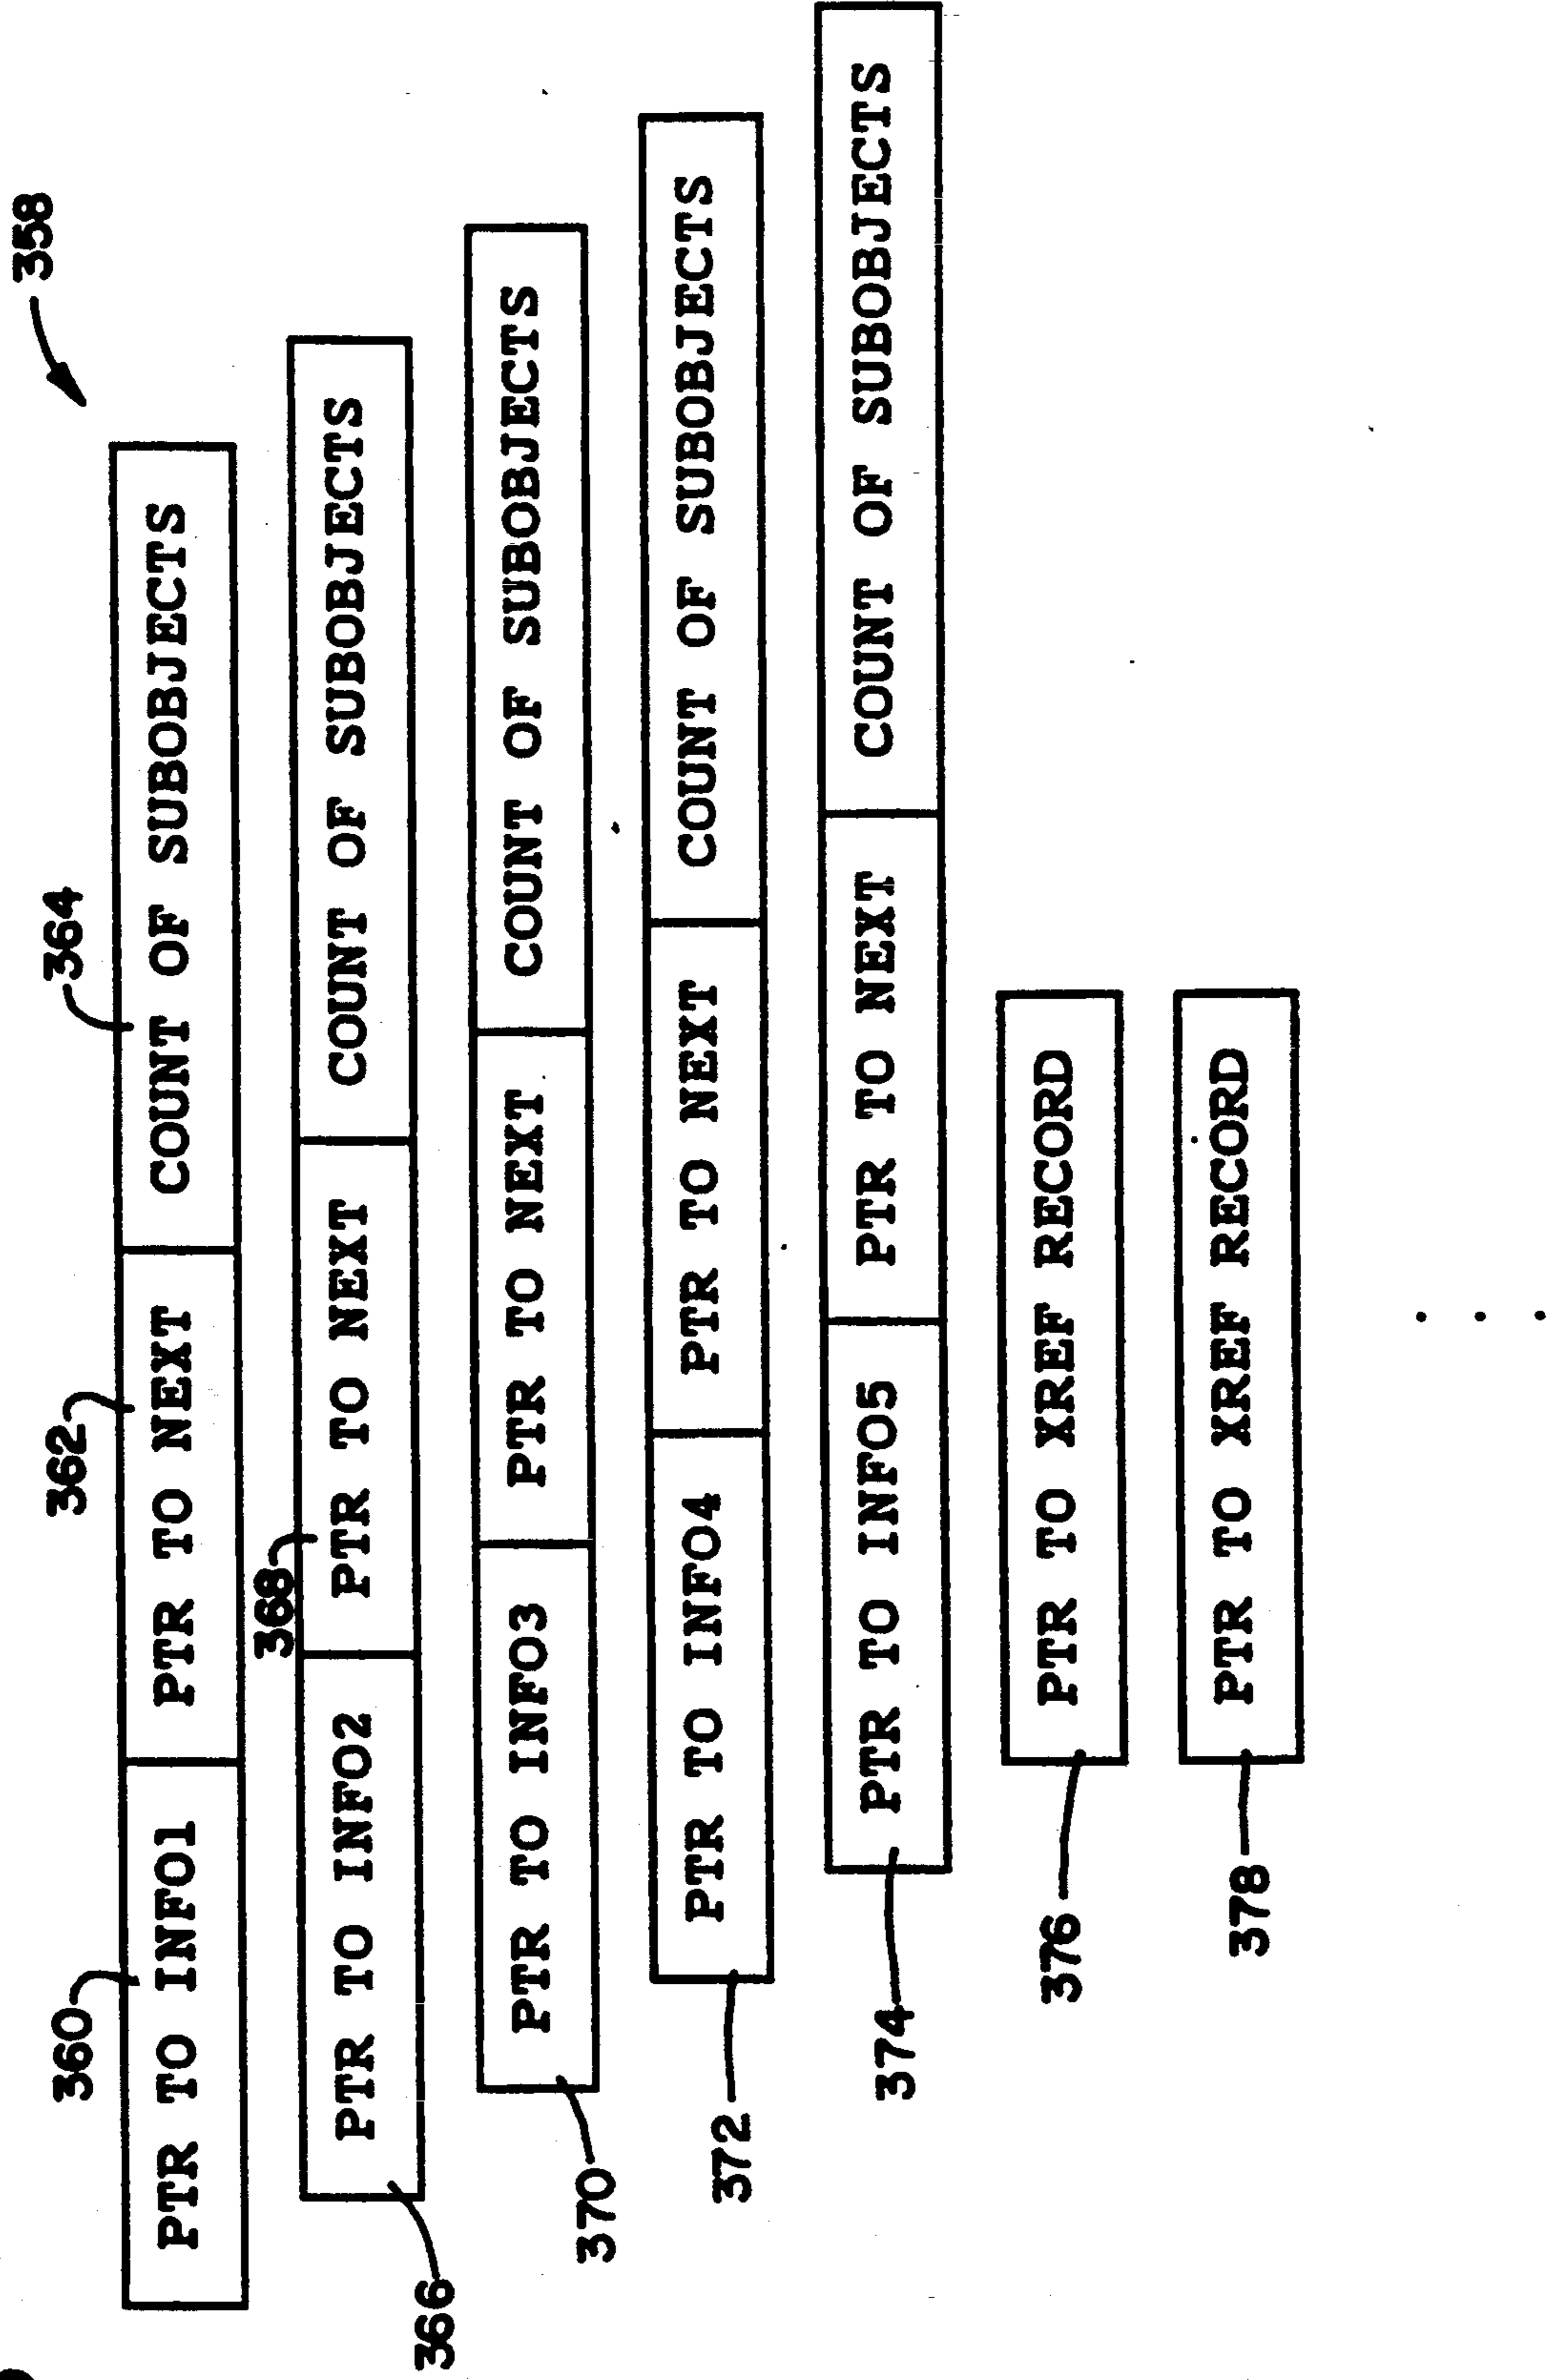 358
360 362 364
PTR TO INFO1 PTR TO NEXT COUNT OF SUBOBJECTS
368
PTR TO INFO2 PTR TO NEXT COUNT OF SUBOBJECTS
366
PTR TO INFO3 PTR TO NEXT COUNT OF SUBOBJECTS
370
PTR TO INFO4 PTR TO NEXT COUNT OF SUBOBJECTS
372
PTR TO INFO5 PTR TO NEXT COUNT OF SUBOBJECTS
374
PTR TO XREF RECORD
376
PTR TO XREF RECORD
378
. . .